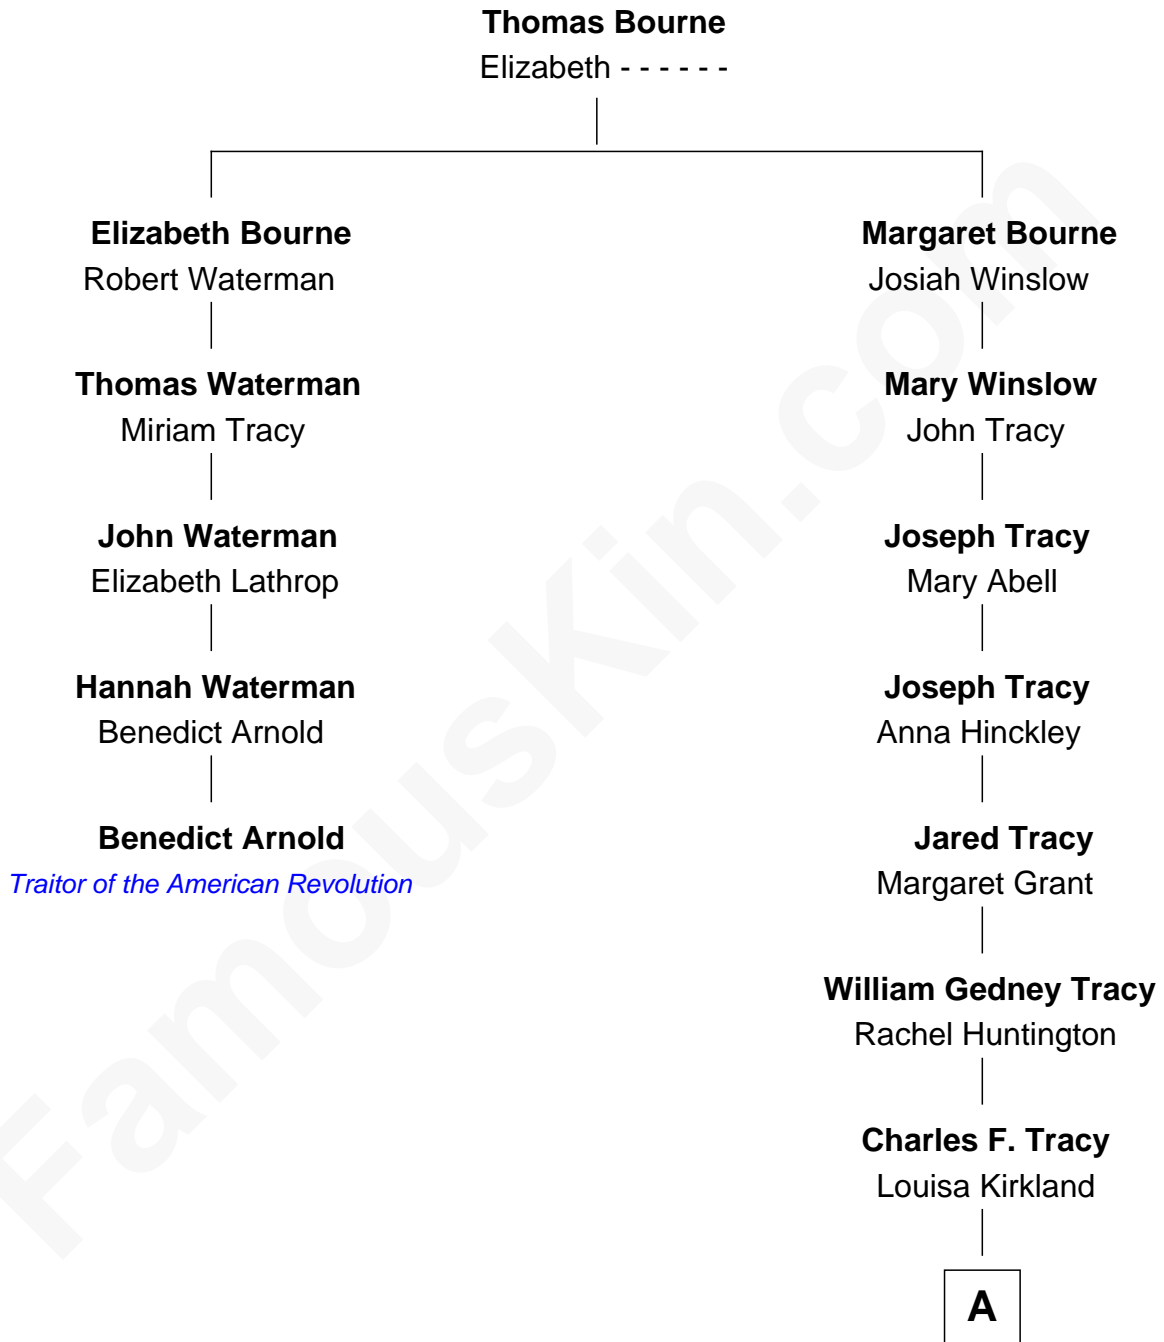 Thomas Bourne
Elizabeth - - - - - -
Elizabeth Bourne
Robert Waterman
Thomas Waterman
Miriam Tracy
John Waterman
Elizabeth Lathrop
Hannah Waterman
Benedict Arnold
Benedict Arnold
Traitor of the American Revolution
Margaret Bourne
Josiah Winslow
Mary Winslow
John Tracy
Joseph Tracy
Mary Abell
Joseph Tracy
Anna Hinckley
Jared Tracy
Margaret Grant
William Gedney Tracy
Rachel Huntington
Charles F. Tracy
Louisa Kirkland
A
FamousKin.com